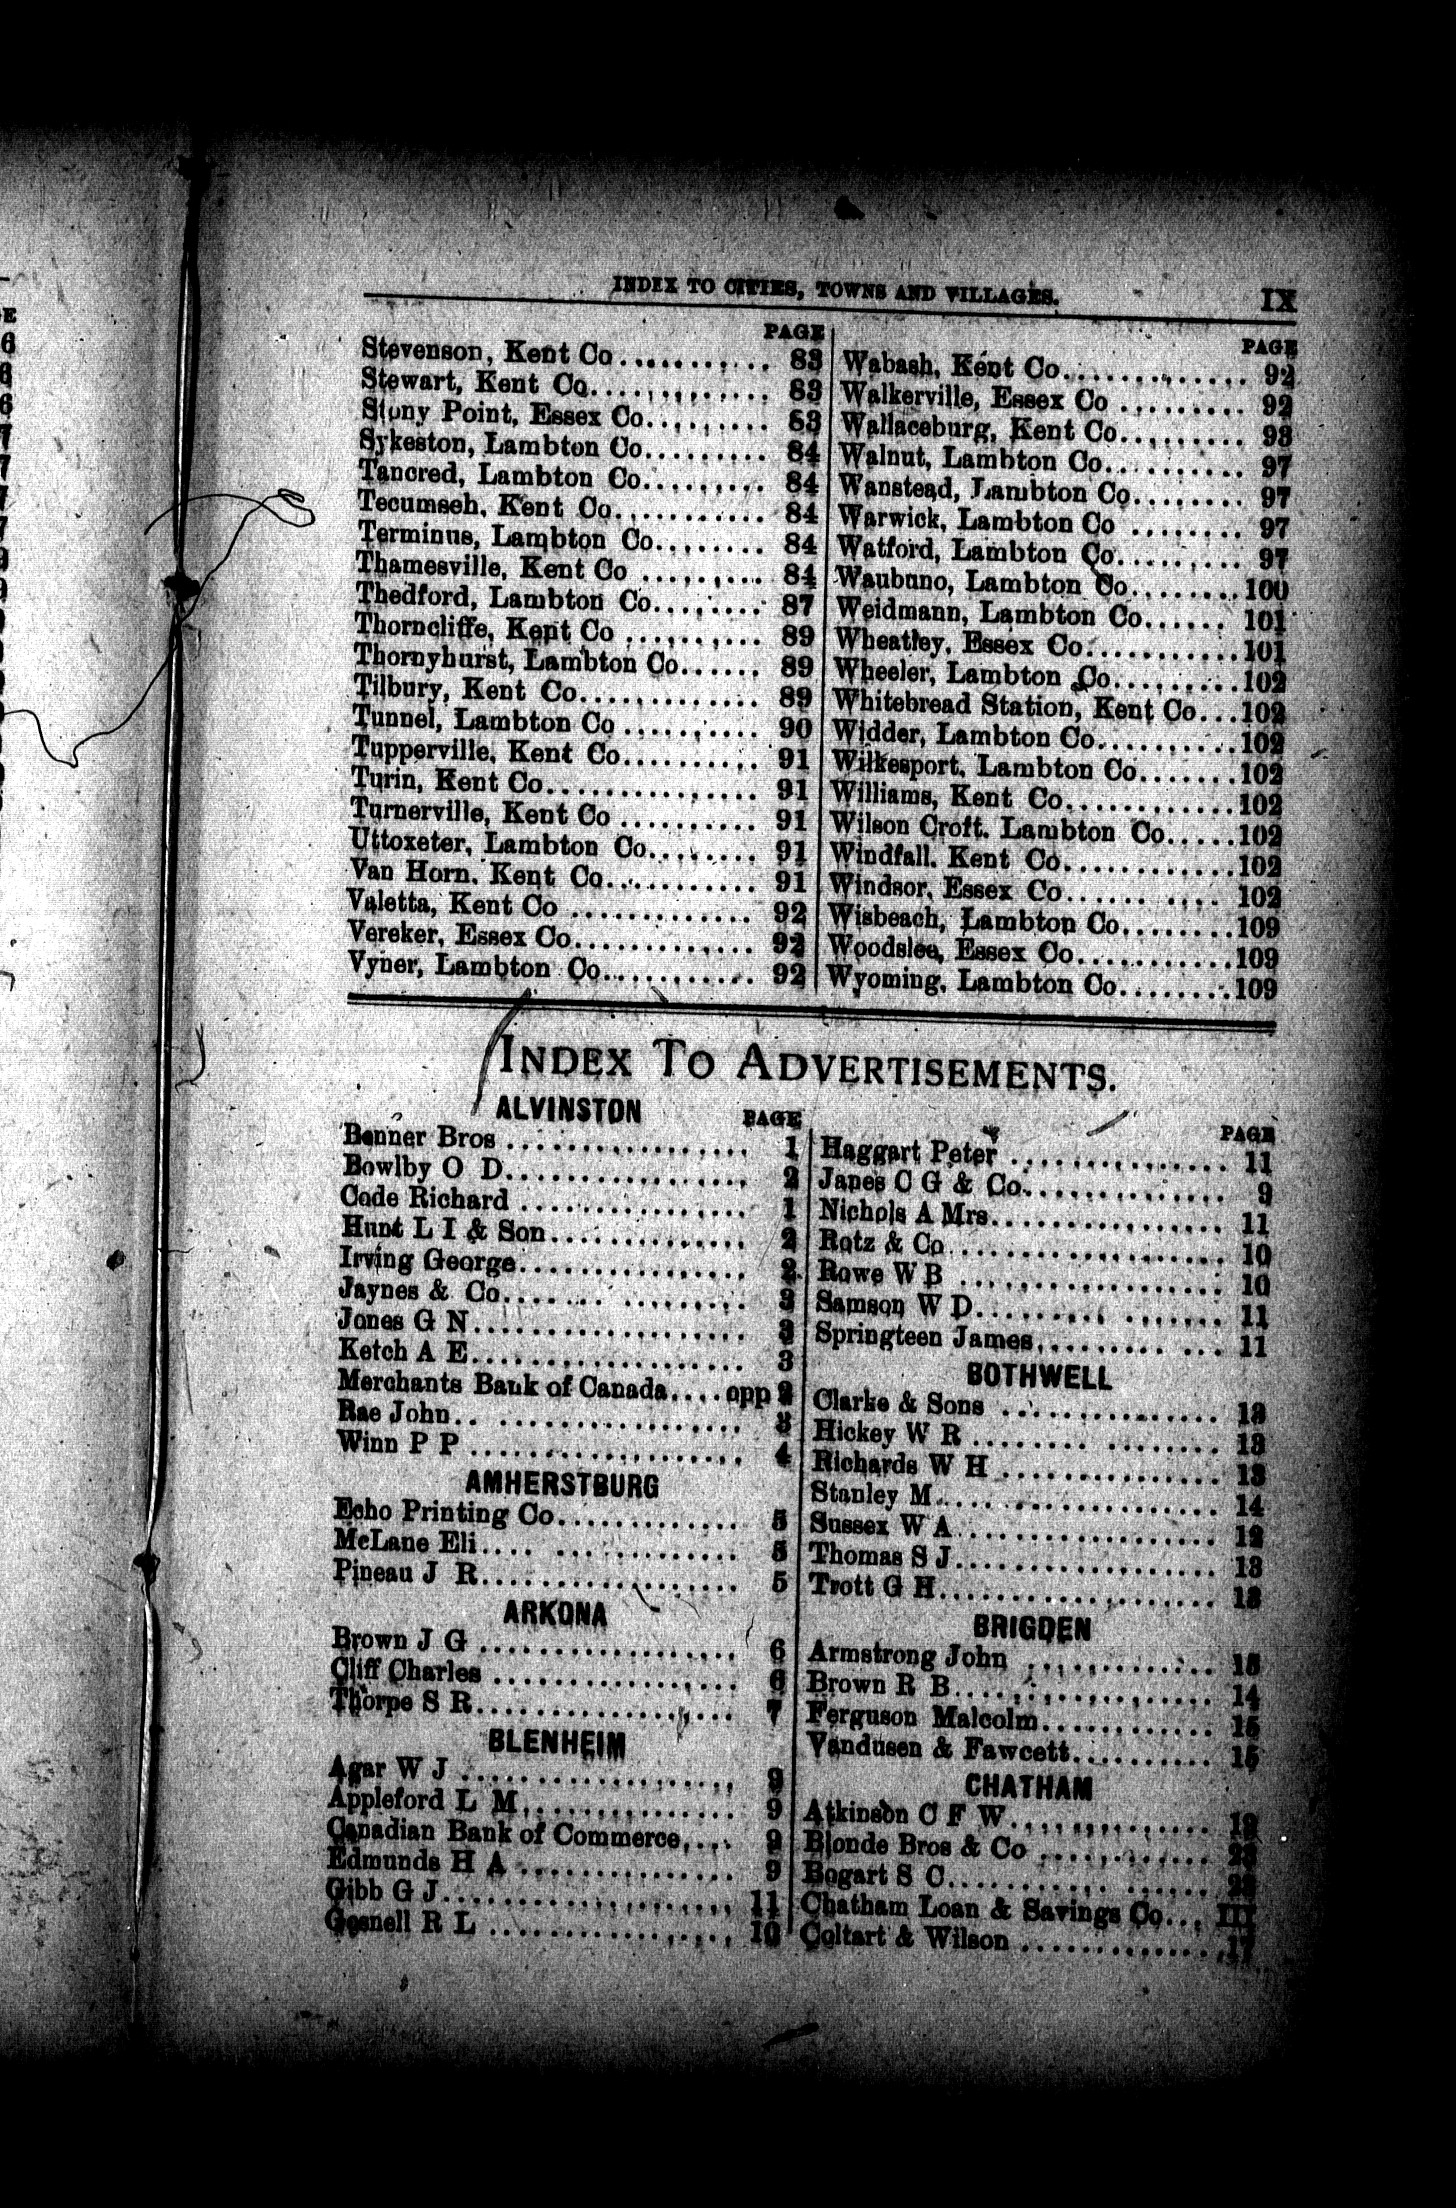 INDEX TO CITIES, TOWNS AND VILLAGES. IX
PAGE
Stevenson, Kent Co.......... 83
Stewart, Kent Co............ 83
Stony Point, Essex Co......... 83
Sykeston, Lambton Co......... 84
Tancred, Lambton Co......... 84
Tecumseh, Kent Co........... 84
Terminus, Lambton Co........ 84
Thamesville, Kent Co ......... 84
Thedford, Lambton Co........ 87
Thorncliffe, Kent Co .......... 89
Thornyhurst, Lambton Co...... 89
Tilbury, Kent Co............ 89
Tunnel, Lambton Co .......... 90
Tupperville, Kent Co.......... 91
Turin, Kent Co............... 91
Turnerville, Kent Co .......... 91
Uttoxeter, Lambton Co........ 91
Van Horn, Kent Co........... 91
Valetta, Kent Co ............. 92
Vereker, Essex Co............. 92
Vyner, Lambton Co........... 92
PAGE
Wabash, Kent Co............. 92
Walkerville, Essex Co ......... 92
Wallaceburg, Kent Co......... 93
Walnut, Lambton Co.......... 97
Wanstead, Lambton Co........ 97
Warwick, Lambton Co ........ 97
Watford, Lambton Co......... 97
Waubuno, Lambton Co........100
Weidmann, Lambton Co...... 101
Wheatley, Essex Co...........101
Wheeler, Lambton Co.........102
Whitebread Station, Kent Co...102
Widder, Lambton Co..........102
Wilkesport, Lambton Co.......102
Williams, Kent Co............102
Wilson Croft, Lambton Co.....102
Windfall, Kent Co............102
Windsor, Essex Co...... .... 102
Wisbeach, Lambton Co........109
Woodslee, Essex Co...........109
Wyoming, Lambton Co........109
INDEX TO ADVERTISEMENTS.
ALVINSTON
PAGE
Benner Bros ................ 1
Bowlby O D................ 2
Code Richard ............... 1
Hunt L I & Son............. 2
Irving George............... 2
Jaynes & Co...... ......... 3
Jones G N.................. 3
Ketch A E.................. 3
Merchants Bank of Canada....opp 2
Rae John.. ................ 3
Winn P P .................. 4
AMHERSTBURG
Echo Printing Co............ 5
McLane Eli.... ............ 5
Pineau J R................. 5
ARKONA
Brown J G ................. 6
Cliff Charles ................ 6
Thorpe S R................. 7
BLENHEIM
Agar W J .................. 9
Appleford L M.............. 9
Canadian Bank of Commerce.... 9
Edmunds H A .............. 9
Gibb G J................... 11
Gosnell R L ................ 10
PAGE
Haggart Peter ............... 11
Janes C G & Co.............. 9
Nichols A Mrs................ 11
Rotz & Co................... 10
Rowe W B .................. 10
Samson W D......... ....... 11
Springteen James......... ... 11
BOTHWELL
Clarke & Sons ............... 13
Hickey W R ........ ........ 13
Richards W H ............... 13
Stanley M................... 14
Sussex W A.................. 12
Thomas S J.................. 13
Trott G H................... 13
BRIGDEN
Armstrong John ............. 15
Brown R B.................. 14
Ferguson Malcolm............ 15
Vandusen & Fawcett.......... 15
CHATHAM
Atkinson C F W.............. 19
Blonde Bros & Co ............
Bogart S C........... ......
Chatham Loan & Savings Co... III
Coltart & Wilson .............. 17